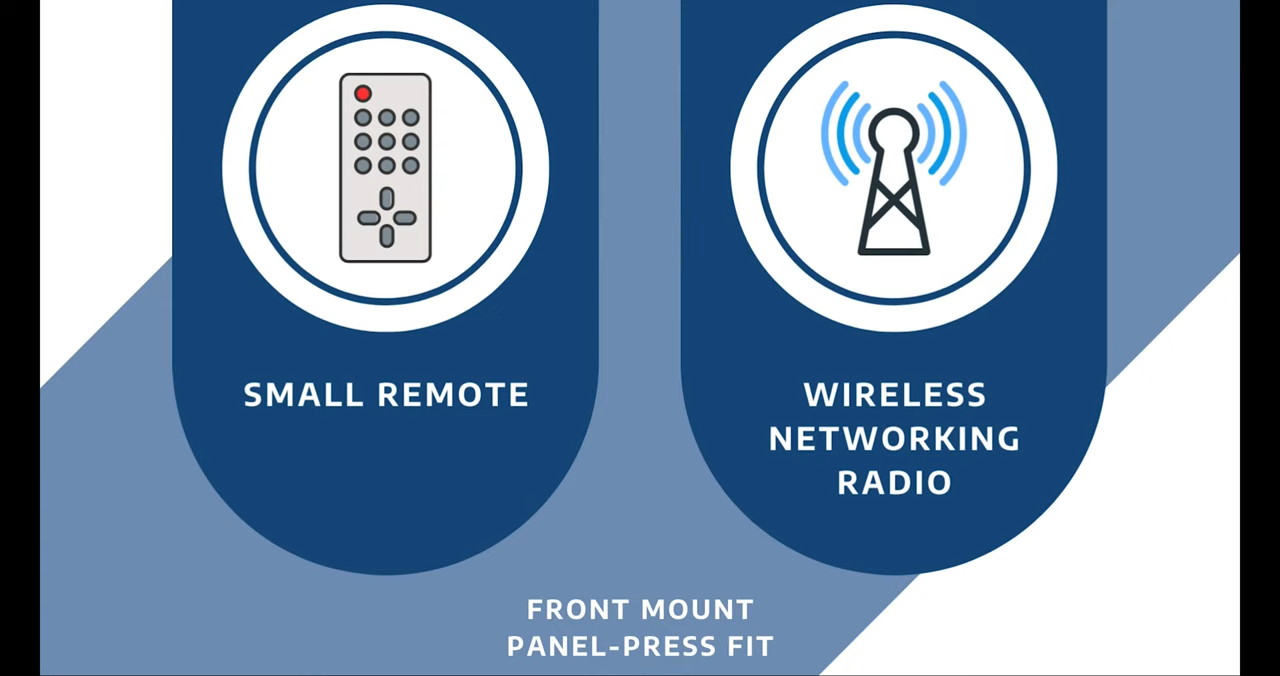 SMALL REMOTE
WIRELESS
NETWORKING
RADIO
FRONT MOUNT
PANEL-PRESS FIT